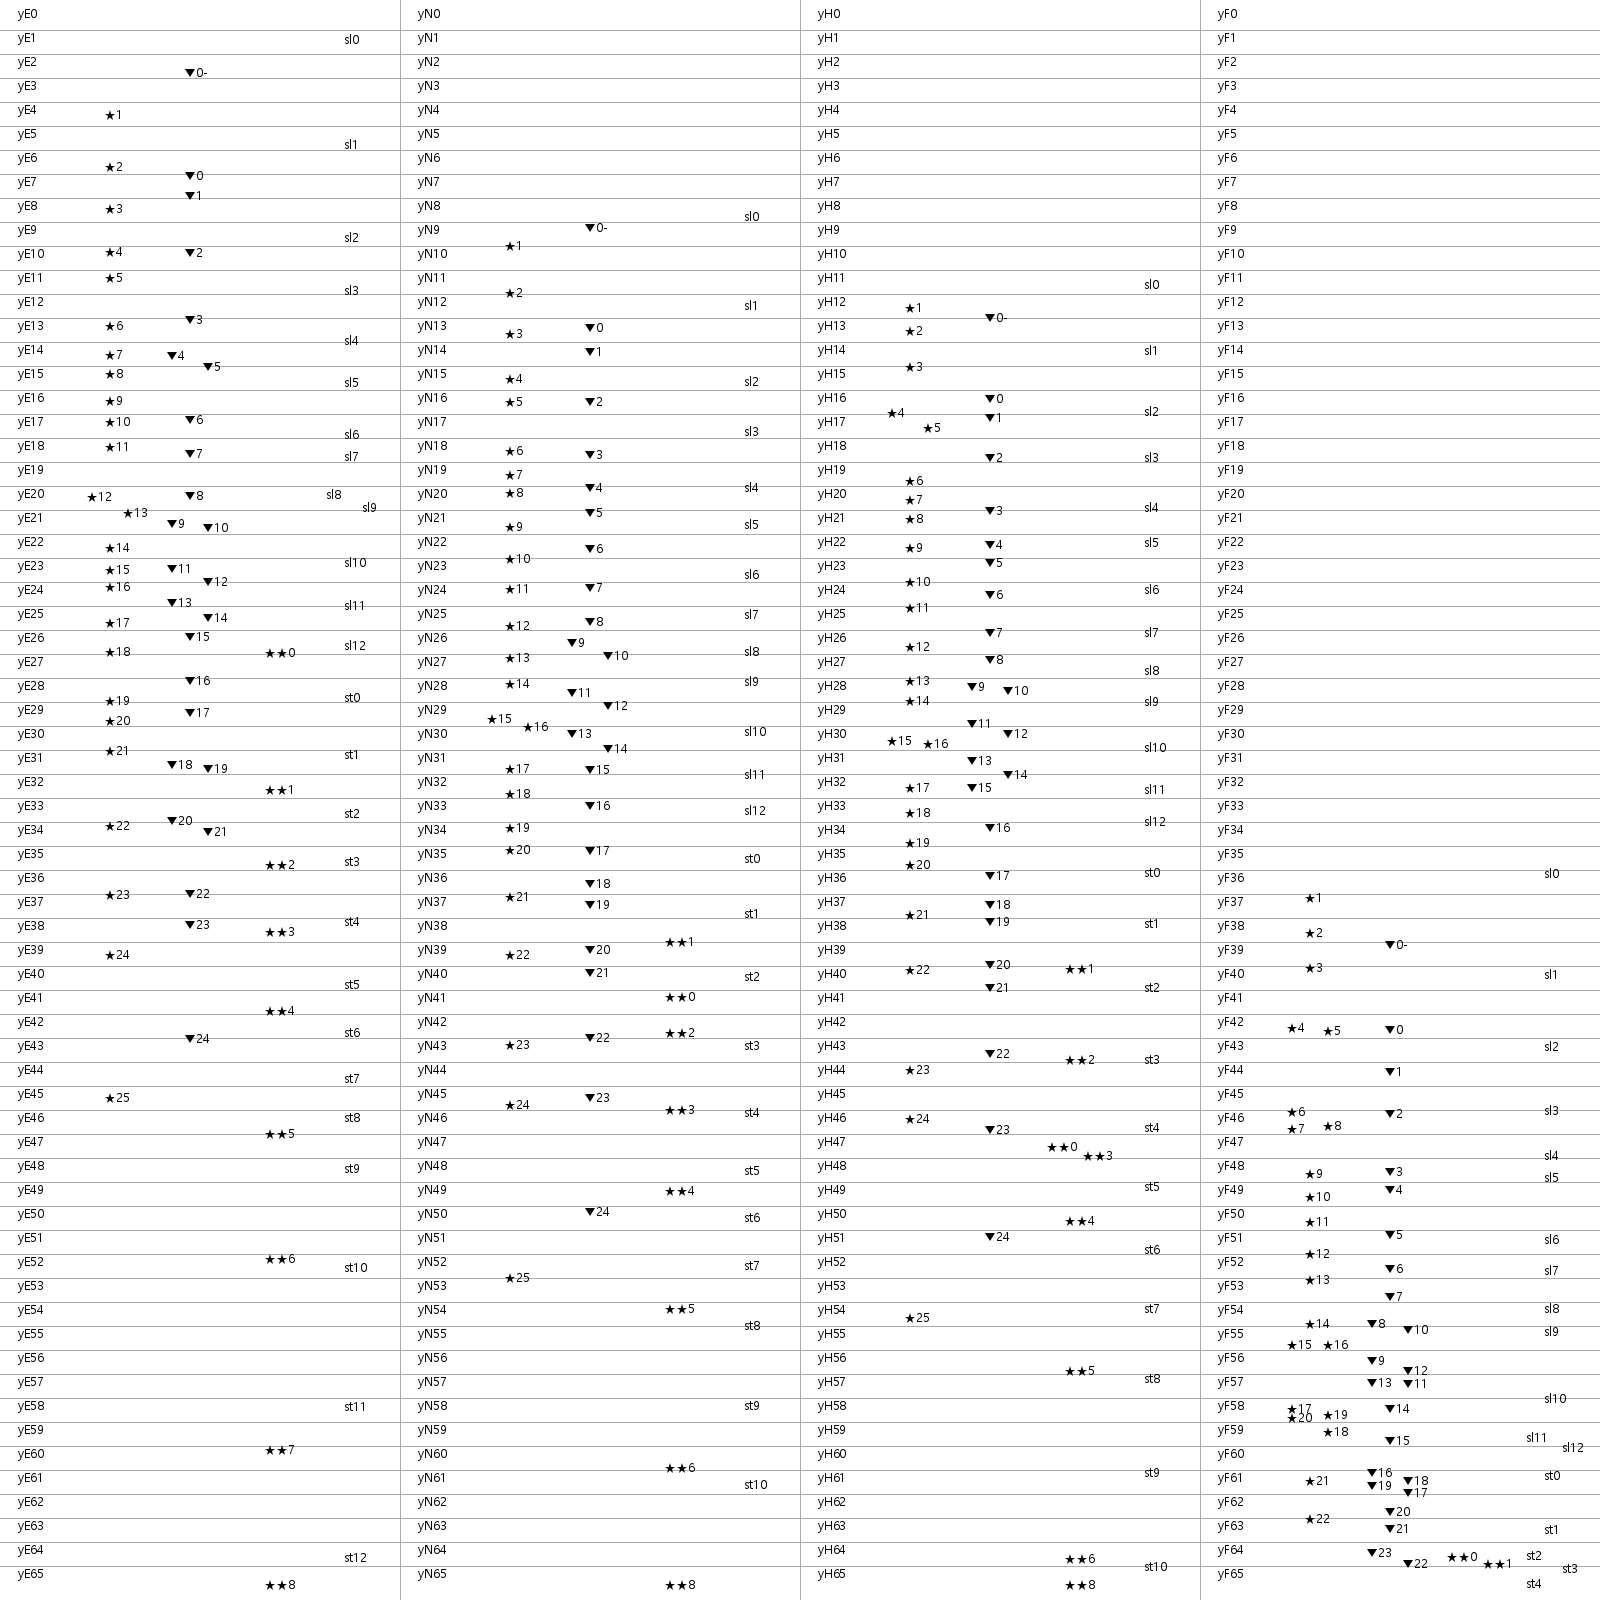 yE0
yE1 sl0
yE2 ▼0-
yE3
yE4 ★1
yE5 sl1
yE6 ★2
yE7 ▼0
▼1
yE8 ★3
yE9 sl2
yE10 ★4 ▼2
yE11 ★5
sl3
yE12
yE13 ★6 ▼3
sl4
yE14 ★7 ▼4
yE15 ★8 ▼5
sl5
yE16 ★9
yE17 ★10 ▼6
sl6
yE18 ★11 ▼7 sl7
yE19
yE20 ★12 ▼8 sl8
sl9
yE21 ★13 ▼9 ▼10
yE22 ★14
yE23 ★15 ▼11 sl10
▼12
yE24 ★16 ▼13 sl11
yE25 ★17 ▼14
yE26 ▼15 sl12
★18 ★★0
yE27
yE28 ▼16
★19 st0
yE29 ★20 ▼17
yE30
yE31 ★21 st1
▼18 ▼19
yE32 ★★1
yE33 ▼20 st2
yE34 ★22 ▼21
yE35 ★★2 st3
yE36
yE37 ★23 ▼22
yE38 ▼23 ★★3 st4
yE39 ★24
yE40 st5
yE41 ★★4
yE42 st6
yE43 ▼24
yE44 st7
yE45 ★25
yE46 st8
★★5
yE47
yE48 st9
yE49
yE50
yE51
yE52 ★★6
st10
yE53
yE54
yE55
yE56
yE57
yE58 st11
yE59
yE60 ★★7
yE61
yE62
yE63
yE64 st12
yE65 ★★8
yN0
yN1
yN2
yN3
yN4
yN5
yN6
yN7
yN8 sl0
yN9 ▼0-
yN10 ★1
yN11
★2
yN12 sl1
yN13 ★3 ▼0
yN14 ▼1
yN15 ★4 sl2
yN16 ★5 ▼2
yN17 sl3
yN18 ★6 ▼3
yN19 ★7
yN20 ★8 ▼4 sl4
yN21 ★9 ▼5 sl5
yN22 ▼6
yN23 ★10 sl6
yN24 ★11 ▼7
yN25 ★12 ▼8 sl7
yN26 ▼9 sl8
yN27 ★13 ▼10
yN28 ★14 ▼11 sl9
yN29 ★15 ▼12
yN30 ★16 ▼13 sl10
▼14
yN31 ★17 ▼15 sl11
yN32 ★18
yN33 ▼16 sl12
yN34 ★19
yN35 ★20 ▼17 st0
yN36 ▼18
yN37 ★21 ▼19 st1
yN38 ★★1
yN39 ★22 ▼20
yN40 ▼21 st2
yN41 ★★0
yN42 ★★2
yN43 ★23 ▼22 st3
yN44
yN45 ★24 ▼23
yN46 ★★3 st4
yN47
yN48 st5
yN49 ★★4
yN50 ▼24 st6
yN51
yN52 st7
yN53 ★25
yN54 ★★5
yN55 st8
yN56
yN57
yN58 st9
yN59
yN60 ★★6
yN61 st10
yN62
yN63
yN64
yN65 ★★8
yH0
yH1
yH2
yH3
yH4
yH5
yH6
yH7
yH8
yH9
yH10
yH11 sl0
yH12 ★1
▼0-
yH13 ★2
yH14 sl1
yH15 ★3
yH16 ▼0
★4 sl2
yH17 ★5 ▼1
yH18 ▼2 sl3
yH19 ★6
yH20 ★7 ▼3 sl4
yH21 ★8
yH22 ★9 ▼4 sl5
yH23 ▼5
★10
yH24 ▼6 sl6
yH25 ★11
yH26 ★12 ▼7 sl7
yH27 ▼8 sl8
yH28 ★13 ▼9 ▼10
★14 sl9
yH29 ▼11
yH30 ★15 ★16 ▼12 sl10
yH31 ▼13 ▼14
yH32 ★17 ▼15 sl11
yH33 ★18 sl12
yH34 ★19 ▼16
yH35 ★20
yH36 ▼17 st0
yH37 ★21 ▼18
yH38 ▼19 st1
yH39
yH40 ★22 ▼20 ★★1
yH41 ▼21 st2
yH42
yH43 ▼22 ★★2 st3
yH44 ★23
yH45
yH46 ★24 ▼23 st4
yH47 ★★0 ★★3
yH48
yH49 st5
yH50 ★★4
yH51 ▼24 st6
yH52
yH53
yH54 ★25 st7
yH55
yH56 ★★5
yH57 st8
yH58
yH59
yH60
yH61 st9
yH62
yH63
yH64 ★★6
st10
yH65 ★★8
yF0
yF1
yF2
yF3
yF4
yF5
yF6
yF7
yF8
yF9
yF10
yF11
yF12
yF13
yF14
yF15
yF16
yF17
yF18
yF19
yF20
yF21
yF22
yF23
yF24
yF25
yF26
yF27
yF28
yF29
yF30
yF31
yF32
yF33
yF34
yF35
yF36 sl0
yF37 ★1
yF38 ★2
yF39 ▼0-
★3
yF40 sl1
yF41
yF42 ★4 ★5 ▼0
yF43 sl2
yF44 ▼1
yF45
yF46 ★6 ▼2 sl3
★7 ★8
yF47 sl4
yF48 ★9 ▼3 sl5
yF49 ★10 ▼4
yF50 ★11
yF51 ▼5 sl6
★12
yF52 ▼6 sl7
yF53 ★13
▼7
yF54 sl8
★14 ▼8
yF55 ▼10 sl9
★15 ★16
yF56 ▼9
▼12
yF57 ▼13 ▼11
sl10
yF58 ★17 ▼14
★20 ★19
yF59 ★18 sl11
▼15 sl12
yF60
▼16
yF61 ★21 ▼18 st0
▼19 ▼17
yF62 ▼20
yF63 ★22 ▼21 st1
yF64 ▼23 ★★0 st2
▼22 ★★1 st3
yF65 st4